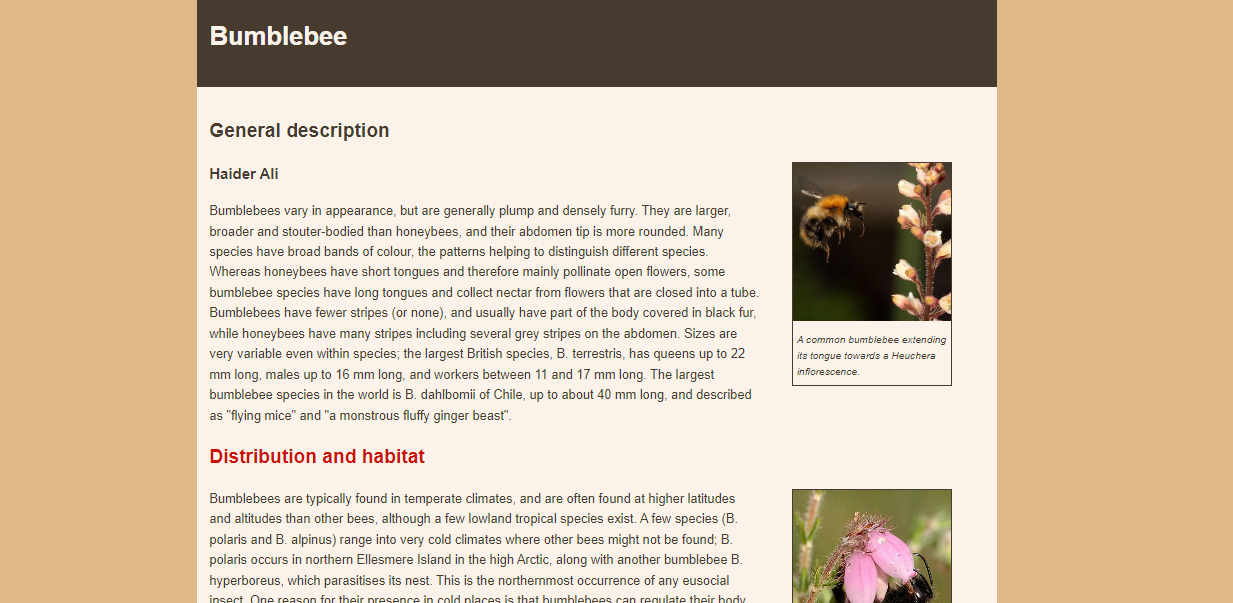 Bumblebee
General description
Haider Ali
Bumblebees vary in appearance, but are generally plump and densely furry. They are larger,
broader and stouter-bodied than honeybees, and their abdomen tip is more rounded. Many
species have broad bands of colour, the patterns helping to distinguish different species.
Whereas honeybees have short tongues and therefore mainly pollinate open flowers, some
bumblebee species have long tongues and collect nectar from flowers that are closed into a tube.
Bumblebees have fewer stripes (or none), and usually have part of the body covered in black fur,
while honeybees have many stripes including several grey stripes on the abdomen. Sizes are
very variable even within species; the largest British species, B. terrestris, has queens up to 22
mm long, males up to 16 mm long, and workers between 11 and 17 mm long. The largest
bumblebee species in the world is B. dahlbomii of Chile, up to about 40 mm long, and described
as "flying mice" and "a monstrous fluffy ginger beast".
A common bumblebee extending
its tongue towards a Heuchera
inflorescence.
Distribution and habitat
Bumblebees are typically found in temperate climates, and are often found at higher latitudes
and altitudes than other bees, although a few lowland tropical species exist. A few species (B.
polaris and B. alpinus) range into very cold climates where other bees might not be found; B.
polaris occurs in northern Ellesmere Island in the high Arctic, along with another bumblebee B.
hyperboreus, which parasitises its nest. This is the northernmost occurrence of any eusocial
insect. One reason for their presence in cold places is that bumblebees can regulate their body